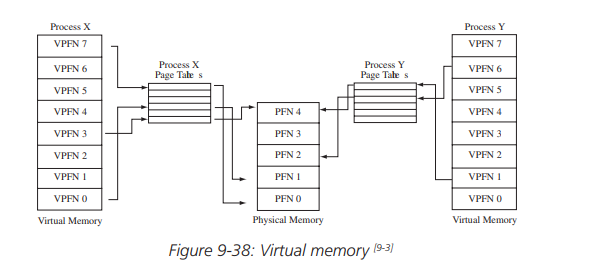 Process X
VPFN 7
VPFN 6
VPFN 5
VPFN 4
VPFN 3
VPFN 2
VPFN 1
VPFN 0
Virtual Memory
Process X
Page Table s
PFN 4
PFN 3
PFN 2
PFN 1
PFN 0
Physical Memory
Process Y
Page Table s
Process Y
VPFN 7
VPFN 6
VPFN 5
VPFN 4
VPFN 3
VPFN 2
VPFN 1
VPFN 0
Virtual Memory
Figure 9-38: Virtual memory [9-3]